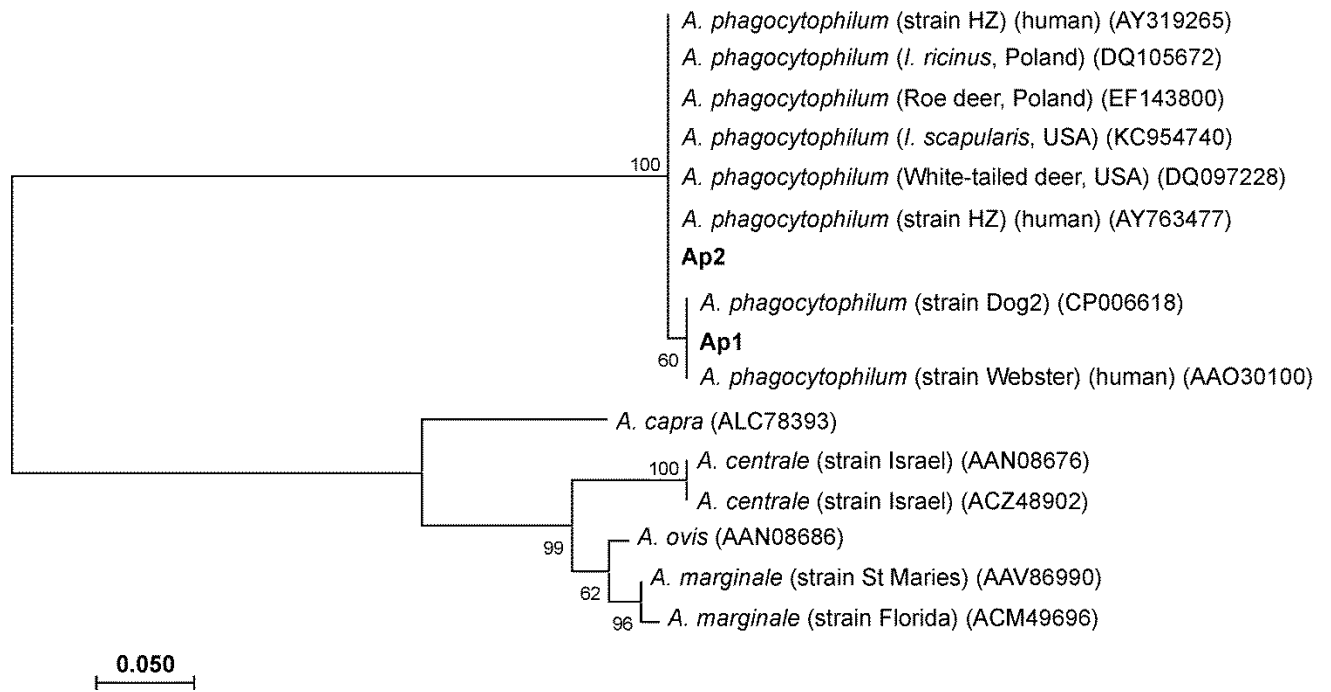 A. phagocytophilum (strain HZ) (human) (AY319265)
A. phagocytophilum (I. ricinus, Poland) (DQ105672)
A. phagocytophilum (Roe deer, Poland) (EF143800)
A. phagocytophilum (I. scapularis, USA) (KC954740)
100
A. phagocytophilum (White-tailed deer, USA) (DQ097228)
A. phagocytophilum (strain HZ) (human) (AY763477)
Ap2
A. phagocytophilum (strain Dog2) (CP006618)
Ap1
60
A. phagocytophilum (strain Webster) (human) (AAO30100)
A. capra (ALC78393)
100
A. centrale (strain Israel) (AAN08676)
A. centrale (strain Israel) (ACZ48902)
A. ovis (AAN08686)
99
A. marginale (strain St Maries) (AAV86990)
62
A. marginale (strain Florida) (ACM49696)
96
0.050